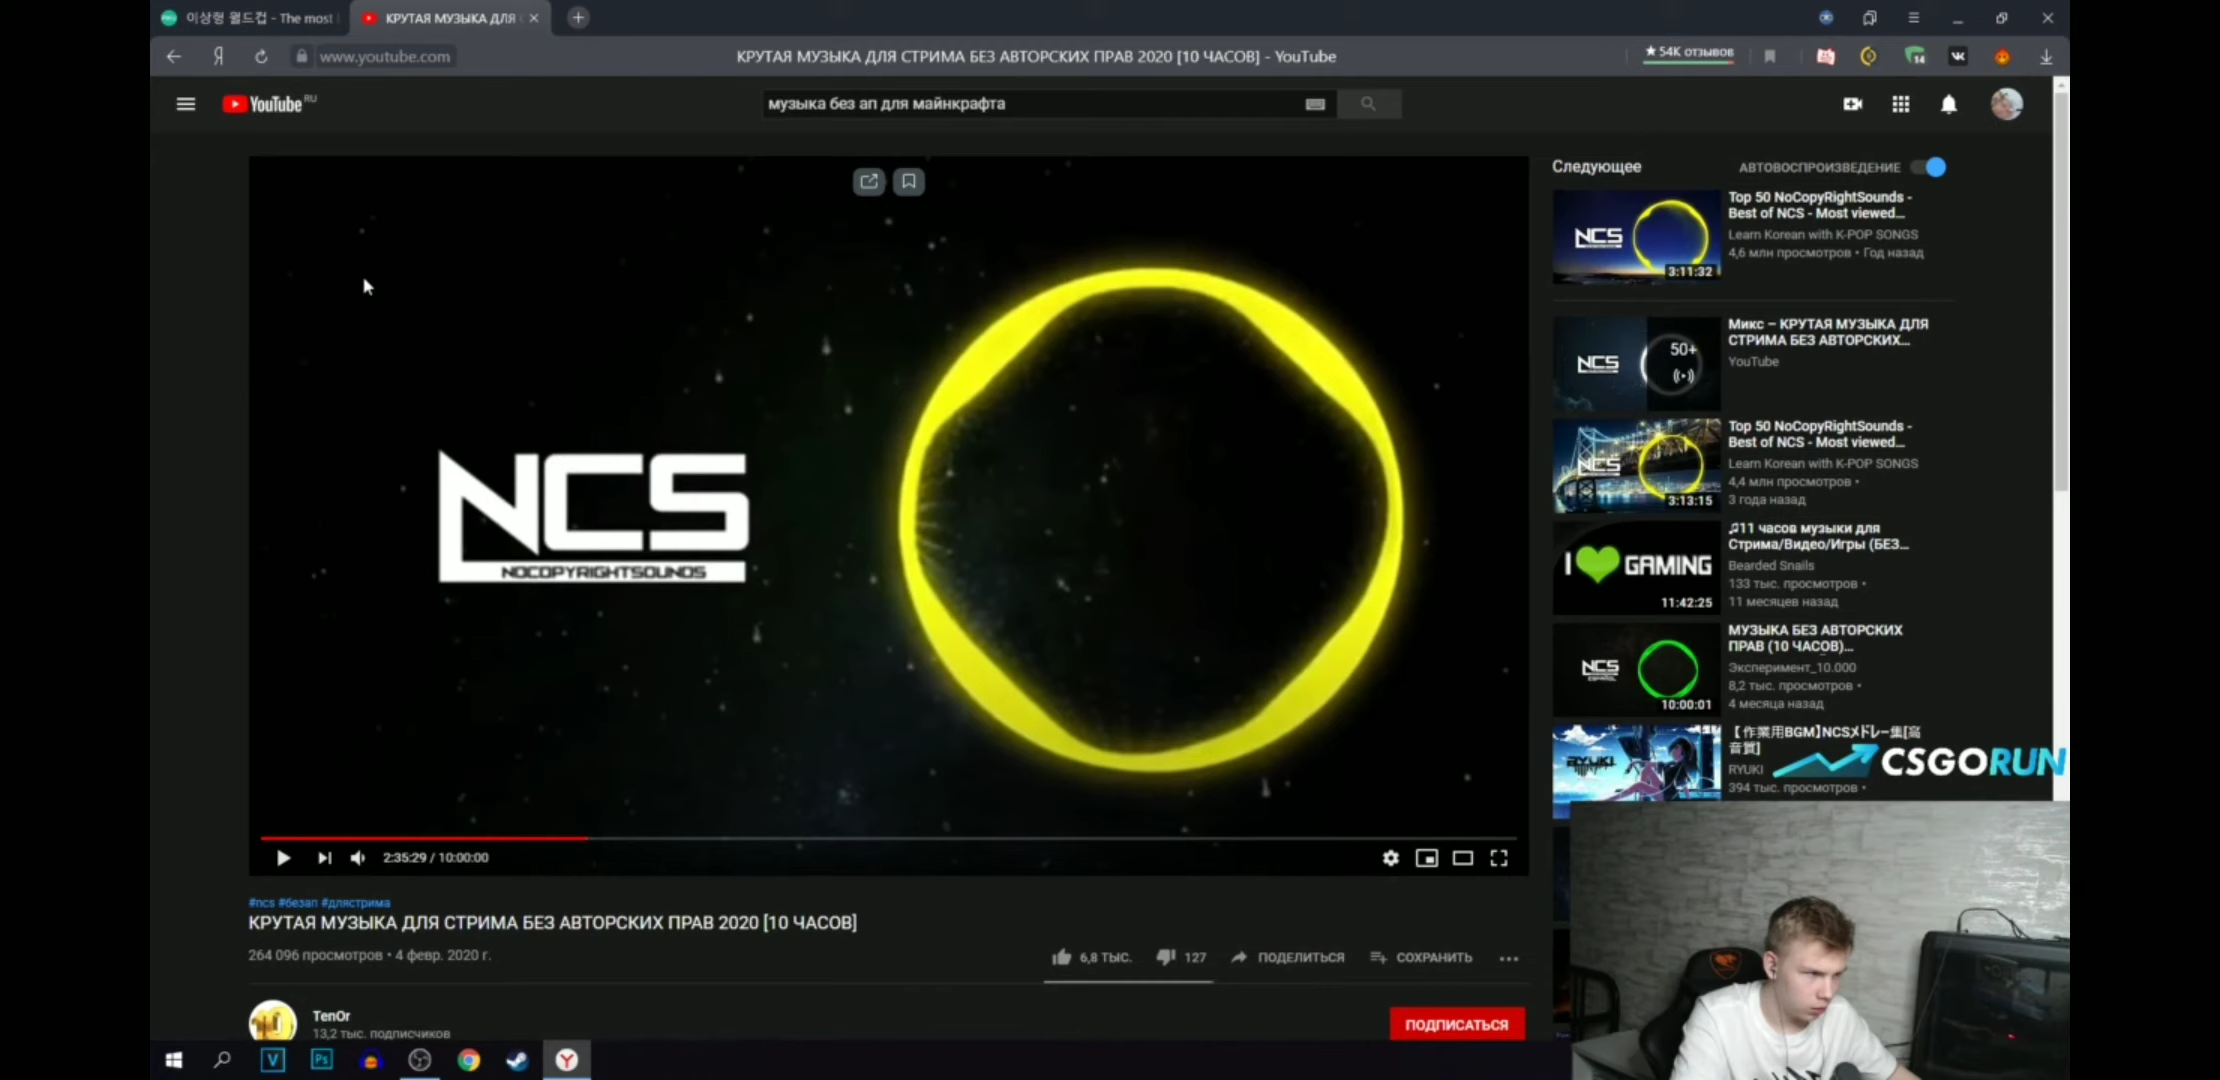 이상형 월드컵 - The most
КРУТАЯ МУЗЫКА ДЛЯ
Я
www.youtube.com
КРУТАЯ МУЗЫКА ДЛЯ СТРИМА БЕЗ АВТОРСКИХ ПРАВ 2020 [10 ЧАСОВ] - YouTube
★ 54K отзывов
14
YouTube RU
музыка без ап для майнкрафта
NCS
NOCOPYRIGHTSOUNDS
2:35:29 / 10:00:00
#ncs #безап #длястрима
КРУТАЯ МУЗЫКА ДЛЯ СТРИМА БЕЗ АВТОРСКИХ ПРАВ 2020 [10 ЧАСОВ]
264 096 просмотров • 4 февр. 2020 г.
6,8 ТЫС.
127
ПОДЕЛИТЬСЯ
СОХРАНИТЬ
TenOr
13,2 тыс. подписчиков
ПОДПИСАТЬСЯ
Следующее
АВТОВОСПРОИЗВЕДЕНИЕ
NCS
3:11:32
Top 50 NoCopyRightSounds -
Best of NCS - Most viewed...
Learn Korean with K-POP SONGS
4,6 млн просмотров • Год назад
NCS
50+
Микс – КРУТАЯ МУЗЫКА ДЛЯ
СТРИМА БЕЗ АВТОРСКИХ...
YouTube
NCS
3:13:15
Top 50 NoCopyRightSounds -
Best of NCS - Most viewed...
Learn Korean with K-POP SONGS
4,4 млн просмотров •
3 года назад
I GAMING
11:42:25
♫11 часов музыки для
Стрима/Видео/Игры (БЕЗ...
Bearded Snails
133 тыс. просмотров •
11 месяцев назад
NCS
ESPAÑOL
10:00:01
МУЗЫКА БЕЗ АВТОРСКИХ
ПРАВ (10 ЧАСОВ)...
Эксперимент_10.000
8,2 тыс. просмотров •
4 месяца назад
RYUKI
【作業用BGM】NCSメドレー集[高
音質]
RYUKI
394 тыс. просмотров •
CSGORUN
V
Ps
Y